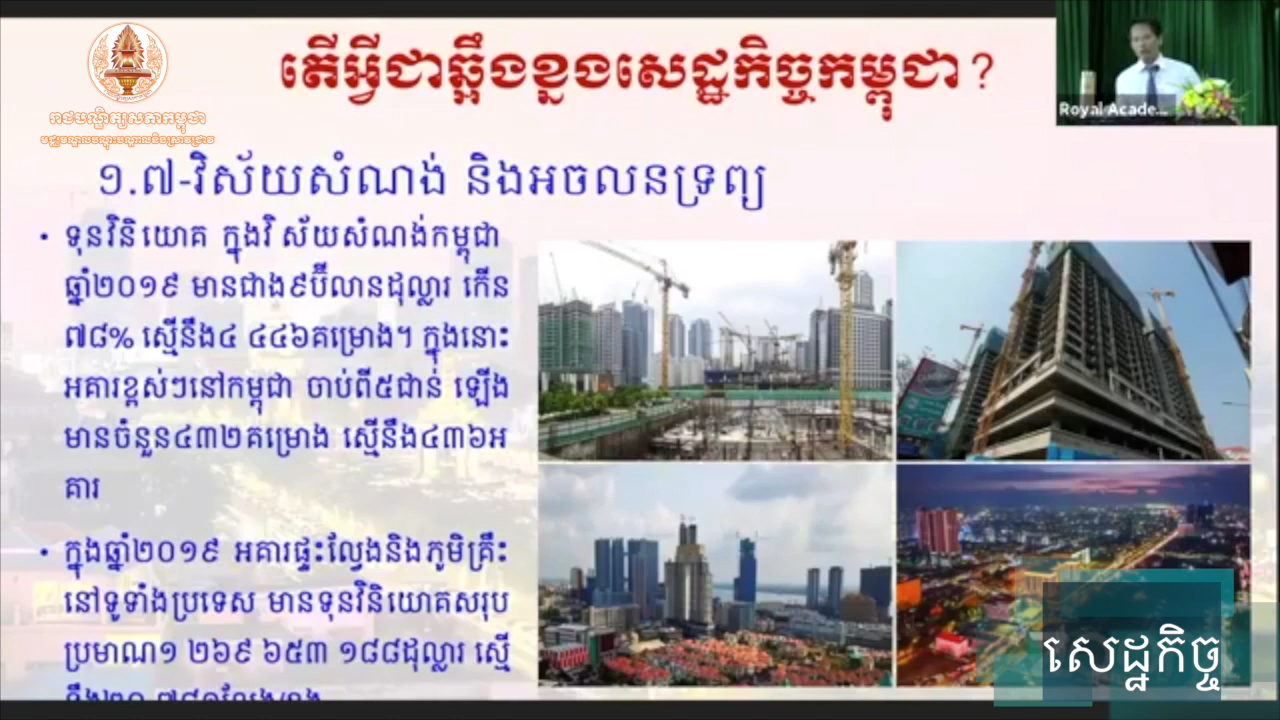 តើអ្វីជាឆ្អឹងខ្នងសេដ្ឋកិច្ចកម្ពុជា?
រាជបណ្ឌិត្យសភាកម្ពុជា
Royal Acade...
១.៧-វិស័យសំណង់ និងអចលនទ្រព្យ
• ទុនវិនិយោគ ក្នុងវិ ស័យសំណង់កម្ពុជា
ឆ្នាំ២០១៩ មានជាង៩ប៊ីលានដុល្លារ កើន
៧៨% ស្មើនឹង៤ ៤៤៦គម្រោង។ ក្នុងនោះ
អគារខ្ពស់ៗនៅកម្ពុជា ចាប់ពី៥ជាន់ ឡើង
មានចំនួន៤៣២គម្រោង ស្មើនឹង៤៣៦អ
គារ
• ក្នុងឆ្នាំ២០១៩ អគារផ្ទះល្វែងនិងភូមិគ្រឹះ
នៅទូទាំងប្រទេស មានទុនវិនិយោគសរុប
ប្រមាណ១ ២៦៩ ៦៥៣ ១៨៨ដុល្លារ ស្មើ
សេដ្ឋកិច្ច